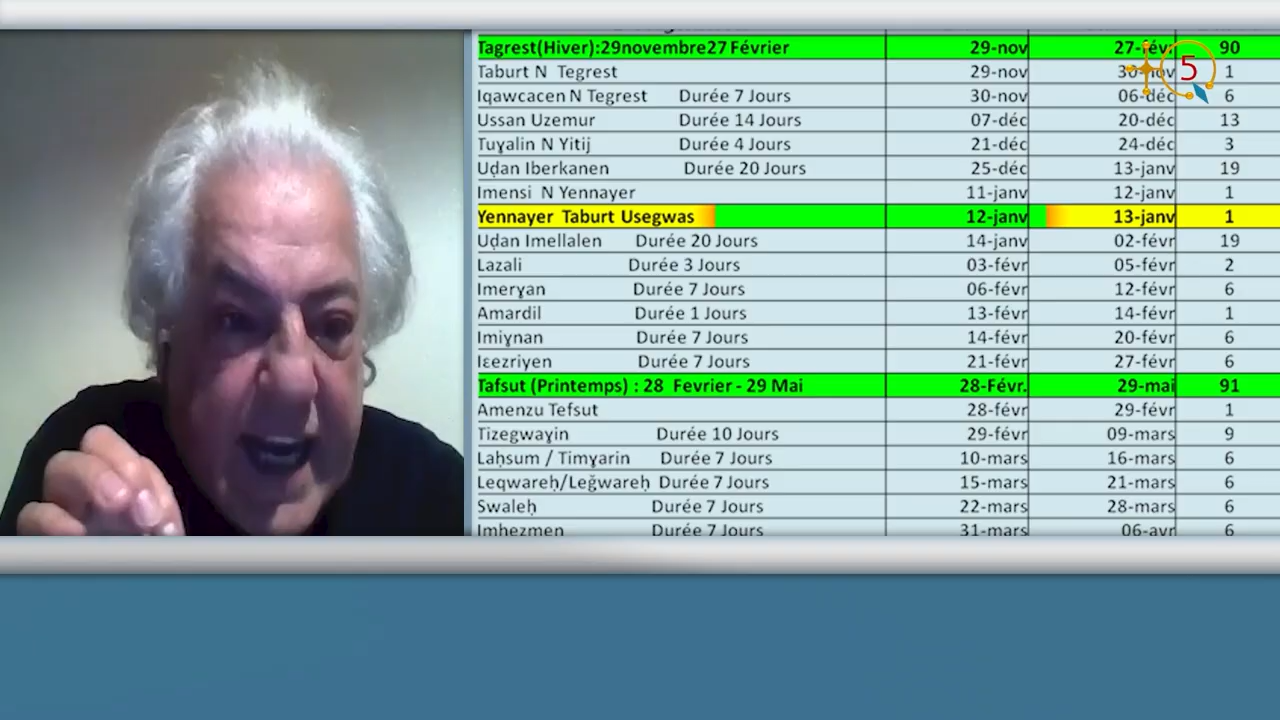 Tagrest(Hiver):29novembre27 Février 29-nov 27-fév 90
Taburt N Tegrest 29-nov 30-nov 1
5
Iqawcacen N Tegrest Durée 7 Jours 30-nov 06-déc 6
Ussan Uzemur Durée 14 Jours 07-déc 20-déc 13
Tuɣalin N Yitij Durée 4 Jours 21-déc 24-déc 3
Uḍan Iberkanen Durée 20 Jours 25-déc 13-janv 19
Imensi N Yennayer 11-janv 12-janv 1
Yennayer Taburt Usegwas 12-janv 13-janv 1
Uḍan Imellalen Durée 20 Jours 14-janv 02-févr 19
Lazali Durée 3 Jours 03-févr 05-févr 2
Imerɣan Durée 7 Jours 06-févr 12-févr 6
Amardil Durée 1 Jours 13-févr 14-févr 1
Imiɣnan Durée 7 Jours 14-févr 20-févr 6
Iɛezriyen Durée 7 Jours 21-févr 27-févr 6
Tafsut (Printemps) : 28 Fevrier - 29 Mai 28-Févr. 29-mai 91
Amenzu Tefsut 28-févr 29-févr 1
Tizegwaɣin Durée 10 Jours 29-févr 09-mars 9
Laḥsum / Timɣarin Durée 7 Jours 10-mars 16-mars 6
Leqwareḥ/Leğwareḥ Durée 7 Jours 15-mars 21-mars 6
Swaleḥ Durée 7 Jours 22-mars 28-mars 6
Imhezmen Durée 7 Jours 31-mars 06-avr 6